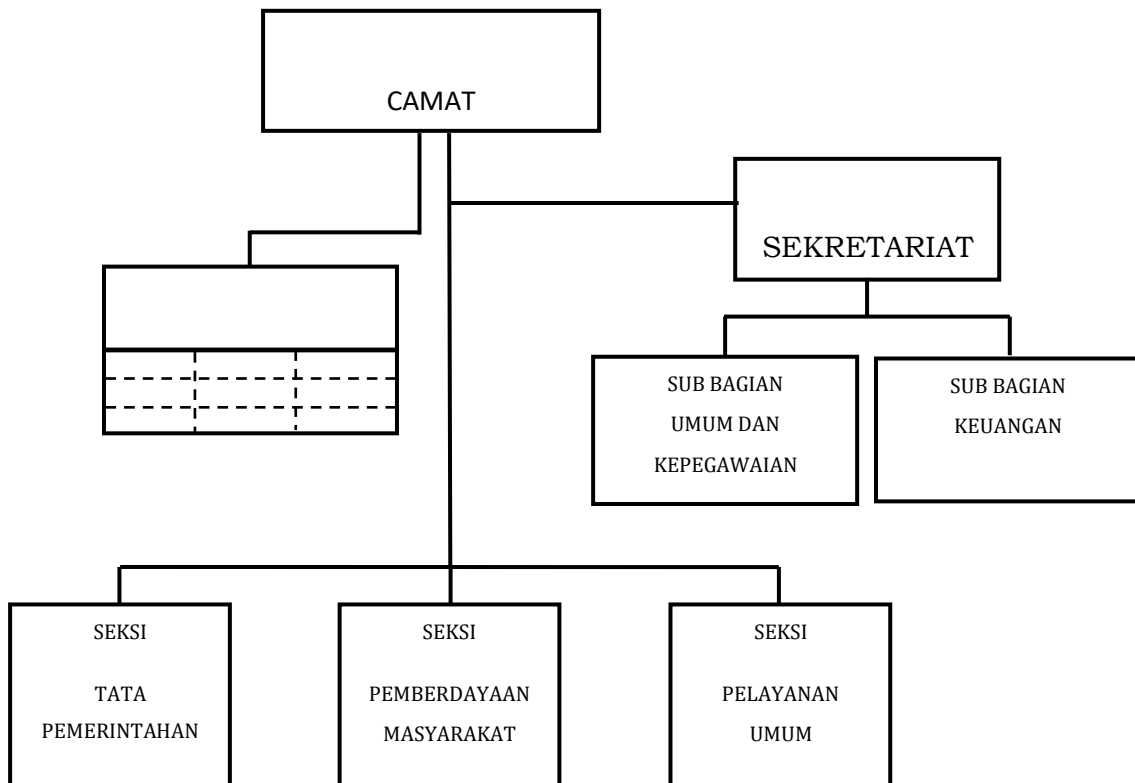 CAMAT
SEKRETARIAT
SUB BAGIAN
UMUM DAN
KEPEGAWAIAN
SUB BAGIAN
KEUANGAN
SEKSI
TATA
PEMERINTAHAN
SEKSI
PEMBERDAYAAN
MASYARAKAT
SEKSI
PELAYANAN
UMUM